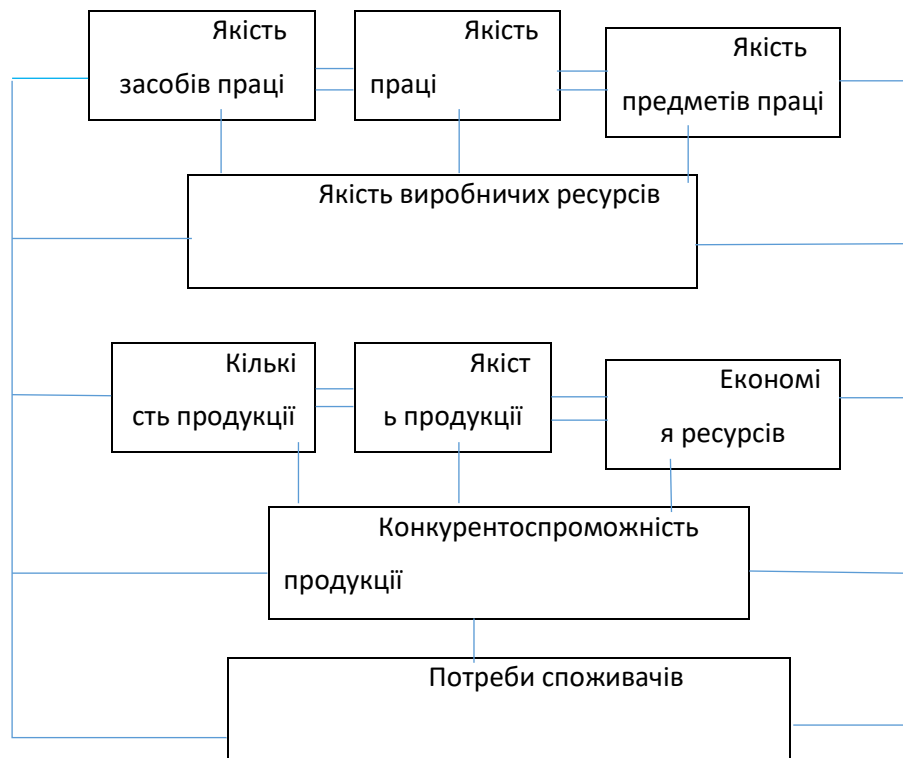 Якість
засобів праці
Якість
праці
Якість
предметів праці
Якість виробничих ресурсів
Кількі
сть продукції
Якіст
ь продукції
Економі
я ресурсів
Конкурентоспроможність
продукції
Потреби споживачів